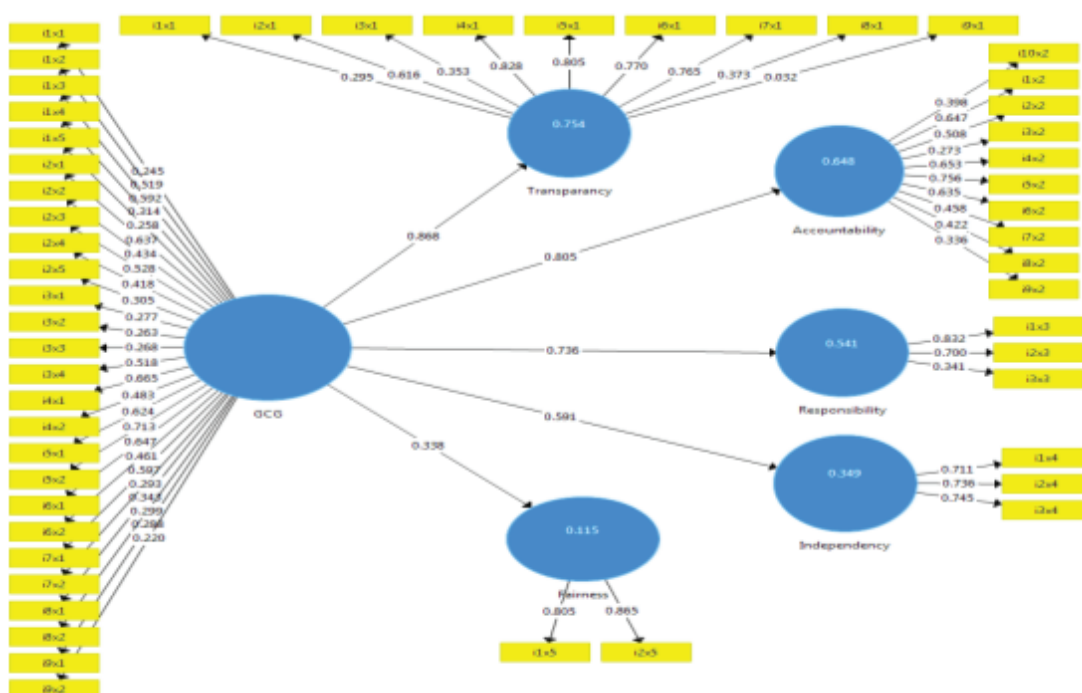 i1x1
i1x2
i1x3
i1x4
i1x5
i2x1
i2x2
i2x3
i2x4
i2x5
i3x1
i3x2
i3x3
i3x4
i4x1
i4x2
i5x1
i5x2
i6x1
i6x2
i7x1
i7x2
i8x1
i8x2
i9x1
i9x2
0.245
0.519
0.592
0.314
0.258
0.637
0.434
0.528
0.418
0.305
0.277
0.263
0.268
0.518
0.665
0.483
0.624
0.713
0.647
0.461
0.597
0.293
0.343
0.299
0.288
0.220
GCG
i1x1 i2x1 i3x1 i4x1 i5x1 i6x1 i7x1 i8x1 i9x1
0.295 0.616 0.353 0.828 0.805 0.770 0.765 0.373 0.032
0.754
Transparancy
0.868
i10x2
i1x2
i2x2
i3x2
i4x2
i5x2
i6x2
i7x2
i8x2
i9x2
0.398
0.647
0.508
0.273
0.653
0.756
0.635
0.458
0.422
0.336
0.648
Accountability
0.805
0.736
0.541
Responsibility
0.832 i1x3
0.700 i2x3
0.341 i3x3
0.591
0.349
Independency
0.711 i1x4
0.736 i2x4
0.745 i3x4
0.338
0.115
Fairness
0.805 0.865
i1x5 i2x5